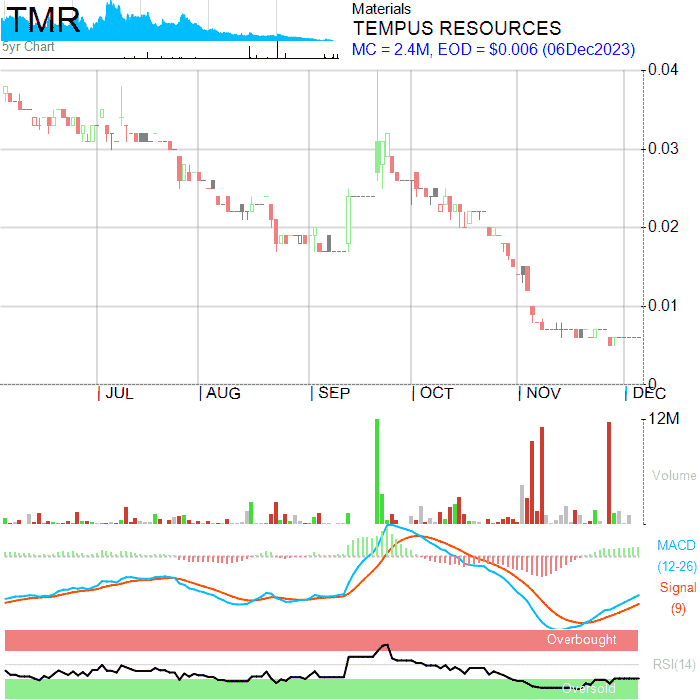 TMR
5yr Chart
Materials
TEMPUS RESOURCES
MC = 2.4M, EOD = $0.006 (06Dec2023)
0.04
0.03
0.02
0.01
0
JUL
AUG
SEP
OCT
NOV
DEC
12M
Volume
MACD
(12-26)
Signal
(9)
Overbought
RSI(14)
Oversold